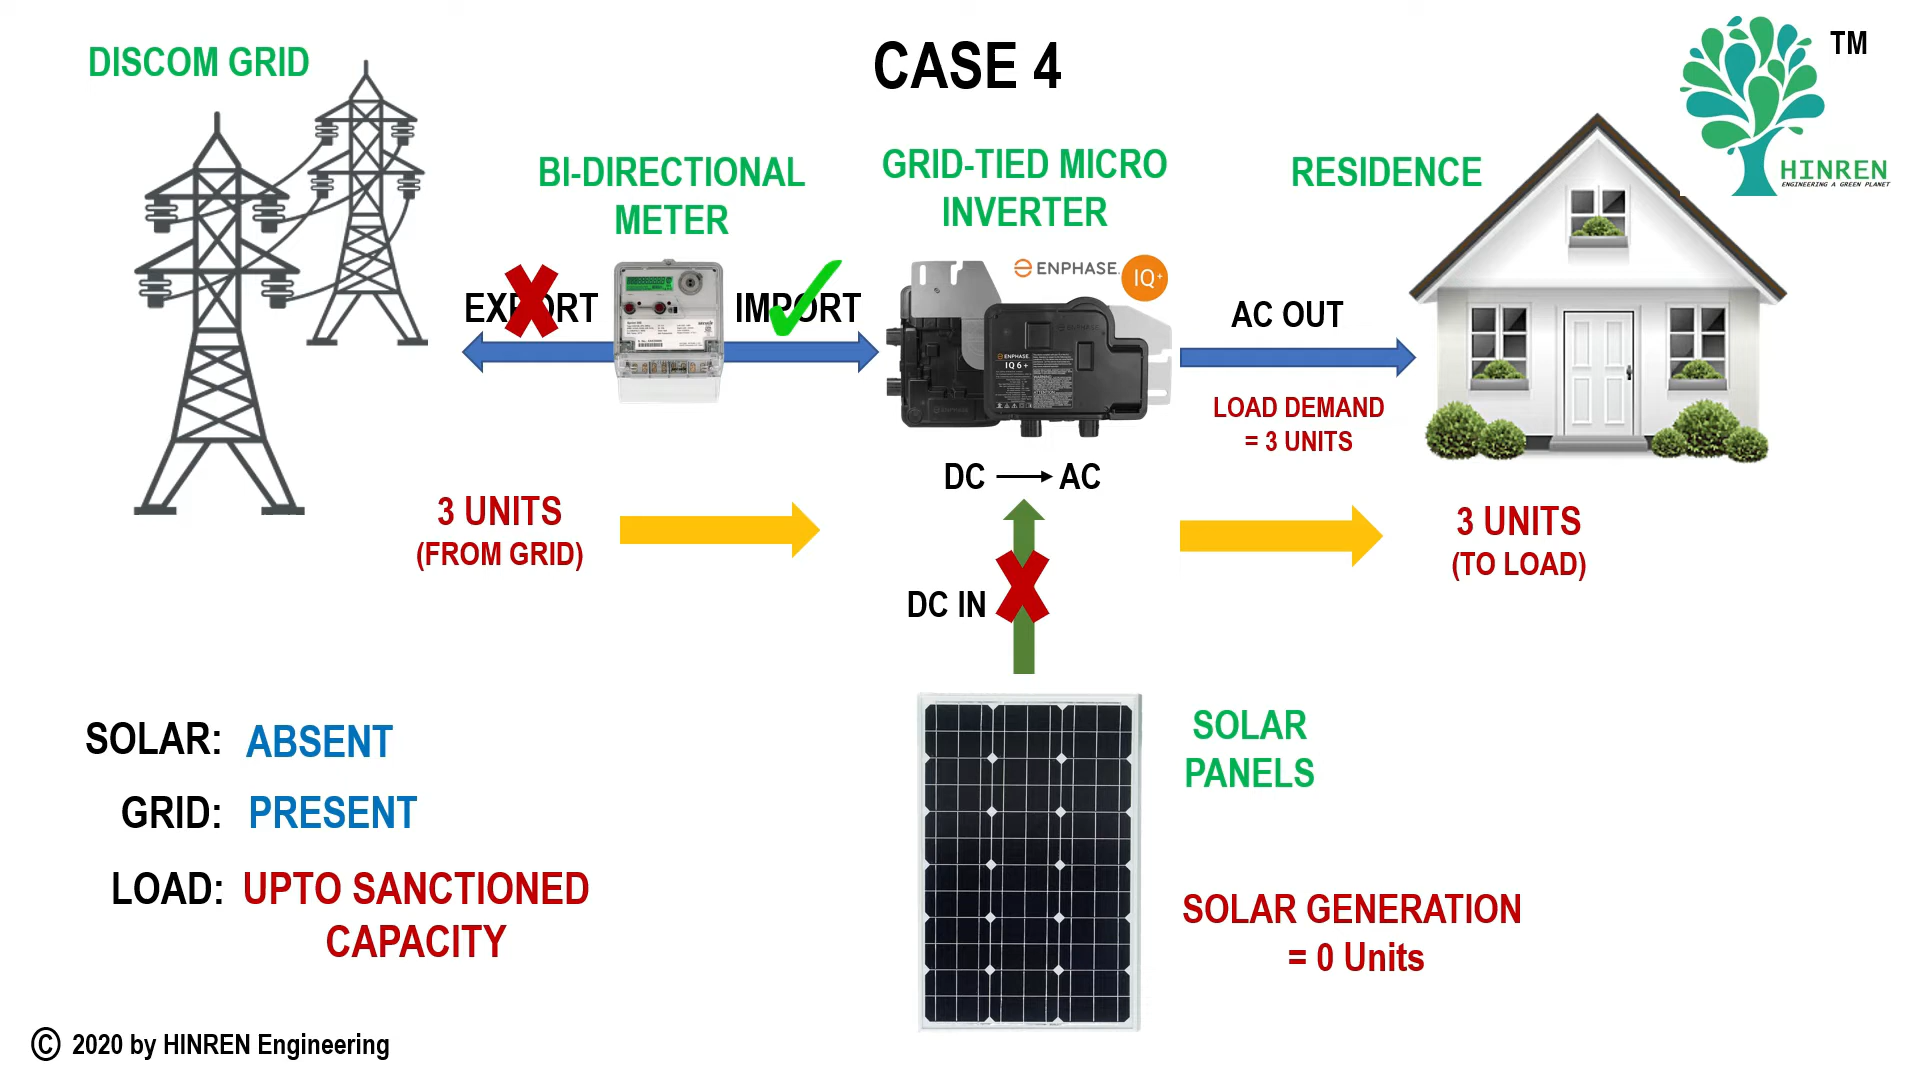 DISCOM GRID
CASE 4
TM
HINREN
ENGINEERING A GREEN PLANET
BI-DIRECTIONAL
METER
GRID-TIED MICRO
INVERTER
RESIDENCE
ENPHASE
IQ+
EXPORT
IMPORT
AC OUT
ENPHASE
IQ 6+
LOAD DEMAND
= 3 UNITS
DC
AC
3 UNITS
(FROM GRID)
3 UNITS
(TO LOAD)
DC IN
SOLAR: ABSENT
GRID: PRESENT
LOAD: UPTO SANCTIONED
CAPACITY
SOLAR
PANELS
SOLAR GENERATION
= 0 Units
© 2020 by HINREN Engineering